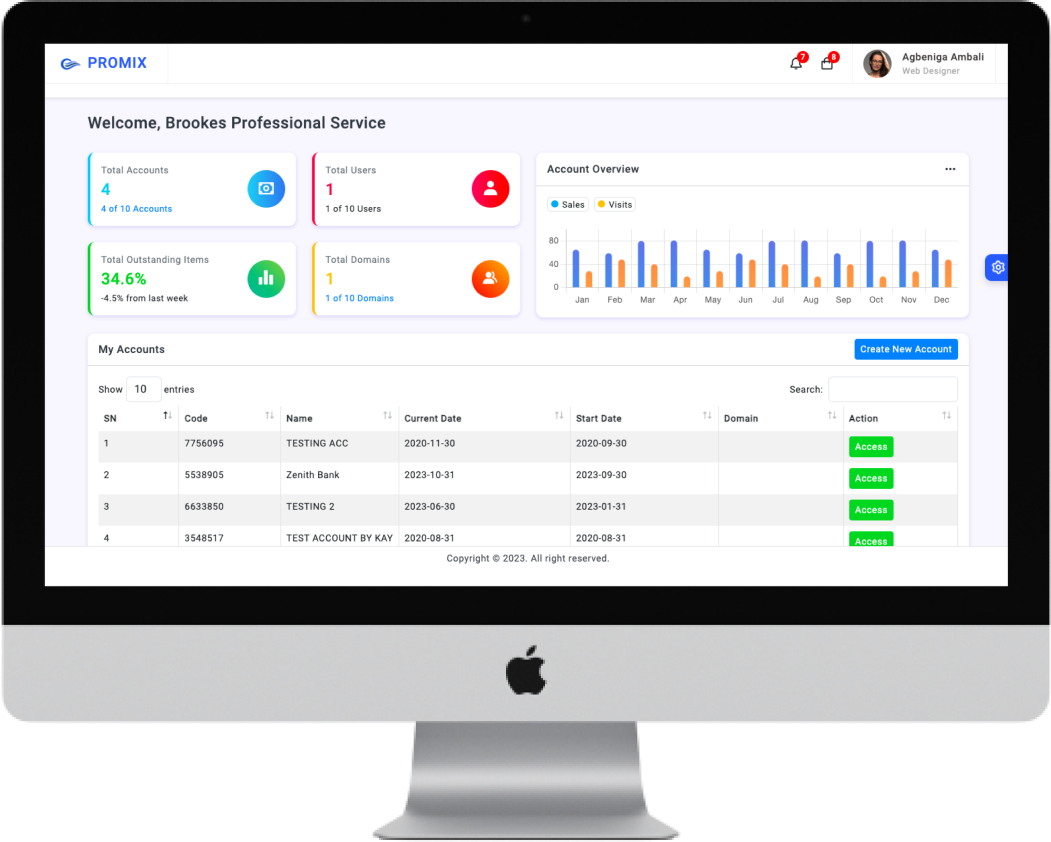 PROMIX
7
8
Agbeniga Ambali
Web Designer
Welcome, Brookes Professional Service
Total Accounts
4
4 of 10 Accounts
Total Users
1
1 of 10 Users
Total Outstanding Items
34.6%
-4.5% from last week
Total Domains
1
1 of 10 Domains
Account Overview
Sales Visits
80
40
0
Jan Feb Mar Apr May Jun Jul Aug Sep Oct Nov Dec
My Accounts
Create New Account
Show 10 entries
Search:
SN Code Name Current Date Start Date Domain Action
1 7756095 TESTING ACC 2020-11-30 2020-09-30 Access
2 5538905 Zenith Bank 2023-10-31 2023-09-30 Access
3 6633850 TESTING 2 2023-06-30 2023-01-31 Access
4 3548517 TEST ACCOUNT BY KAY 2020-08-31 2020-08-31 Access
Copyright © 2023. All right reserved.